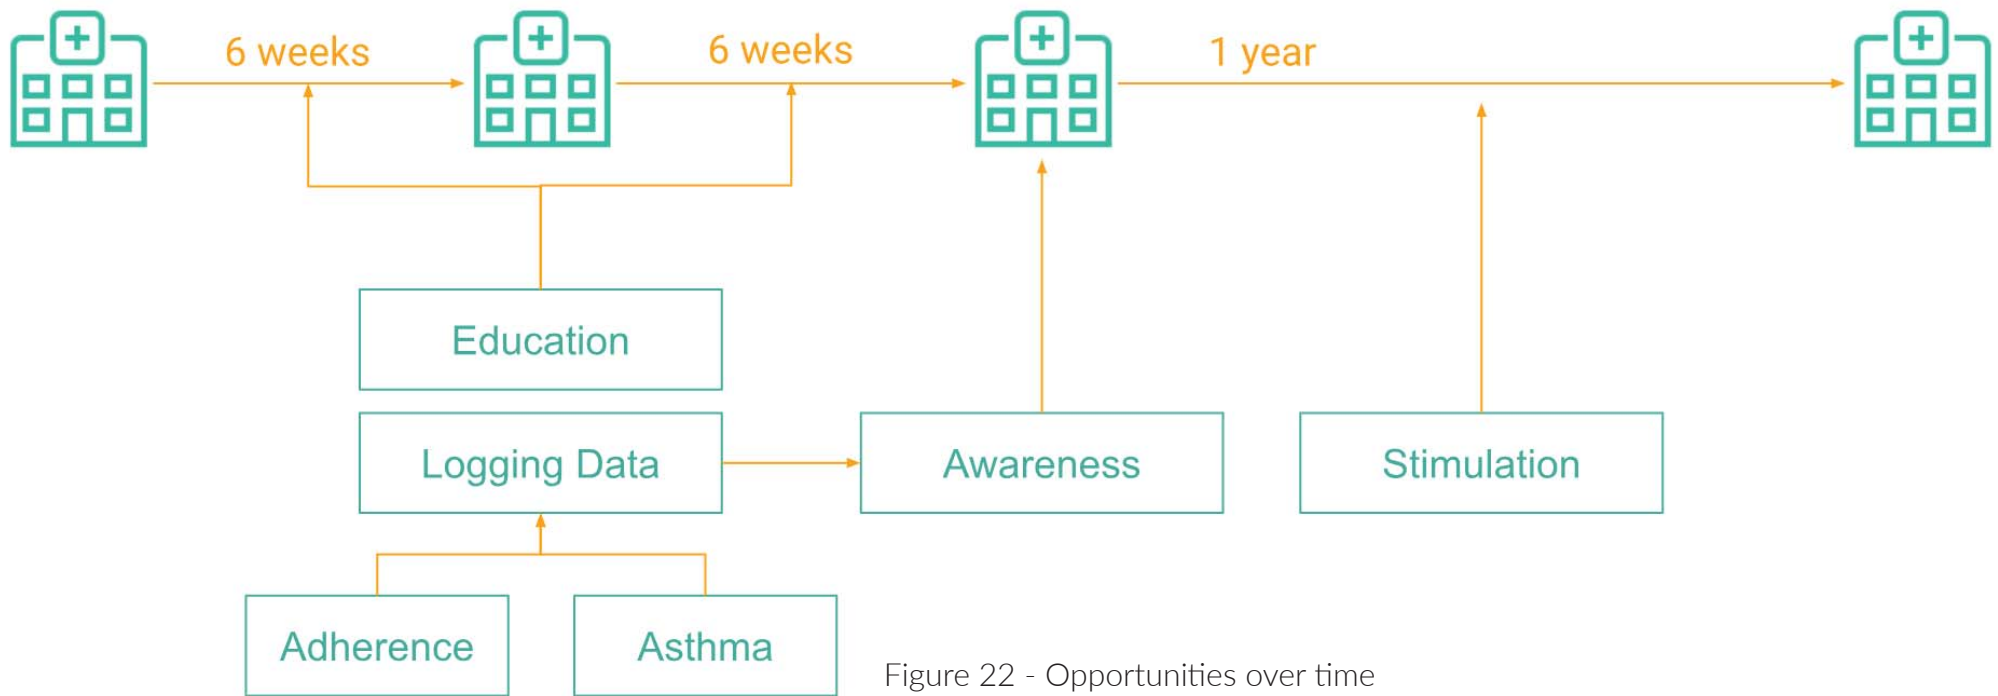 6 weeks
6 weeks
1 year
Education
Logging Data
Awareness
Stimulation
Adherence
Asthma
Figure 22 - Opportunities over time